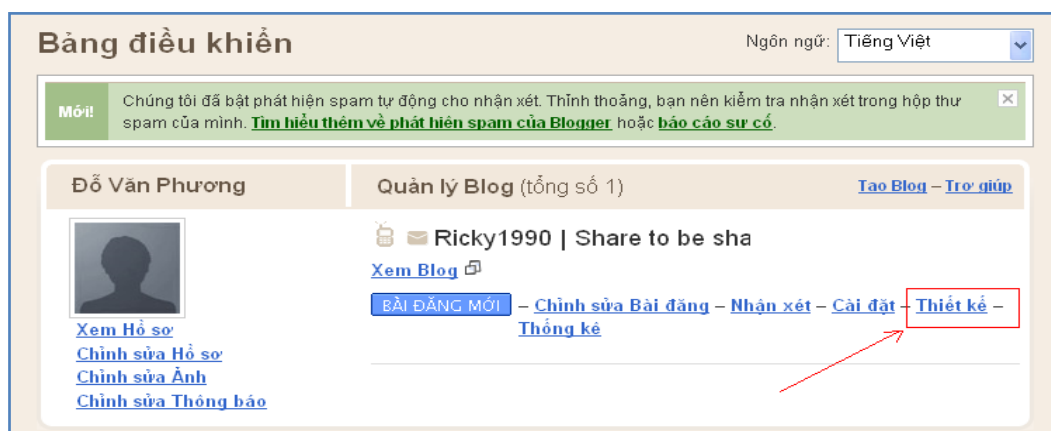 Bảng điều khiển
Ngôn ngữ: Tiếng Việt
Mới!
Chúng tôi đã bật phát hiện spam tự động cho nhận xét. Thỉnh thoảng, bạn nên kiểm tra nhận xét trong hộp thư
spam của mình. Tìm hiểu thêm về phát hiện spam của Blogger hoặc báo cáo sự cố.
Đỗ Văn Phương
Quản lý Blog (tổng số 1)
Tạo Blog – Trợ giúp
Ricky1990 | Share to be sha
Xem Blog
BÀI ĐĂNG MỚI – Chỉnh sửa Bài đăng – Nhận xét – Cài đặt – Thiết kế –
Thống kê
Xem Hồ sơ
Chỉnh sửa Hồ sơ
Chỉnh sửa Ảnh
Chỉnh sửa Thông báo